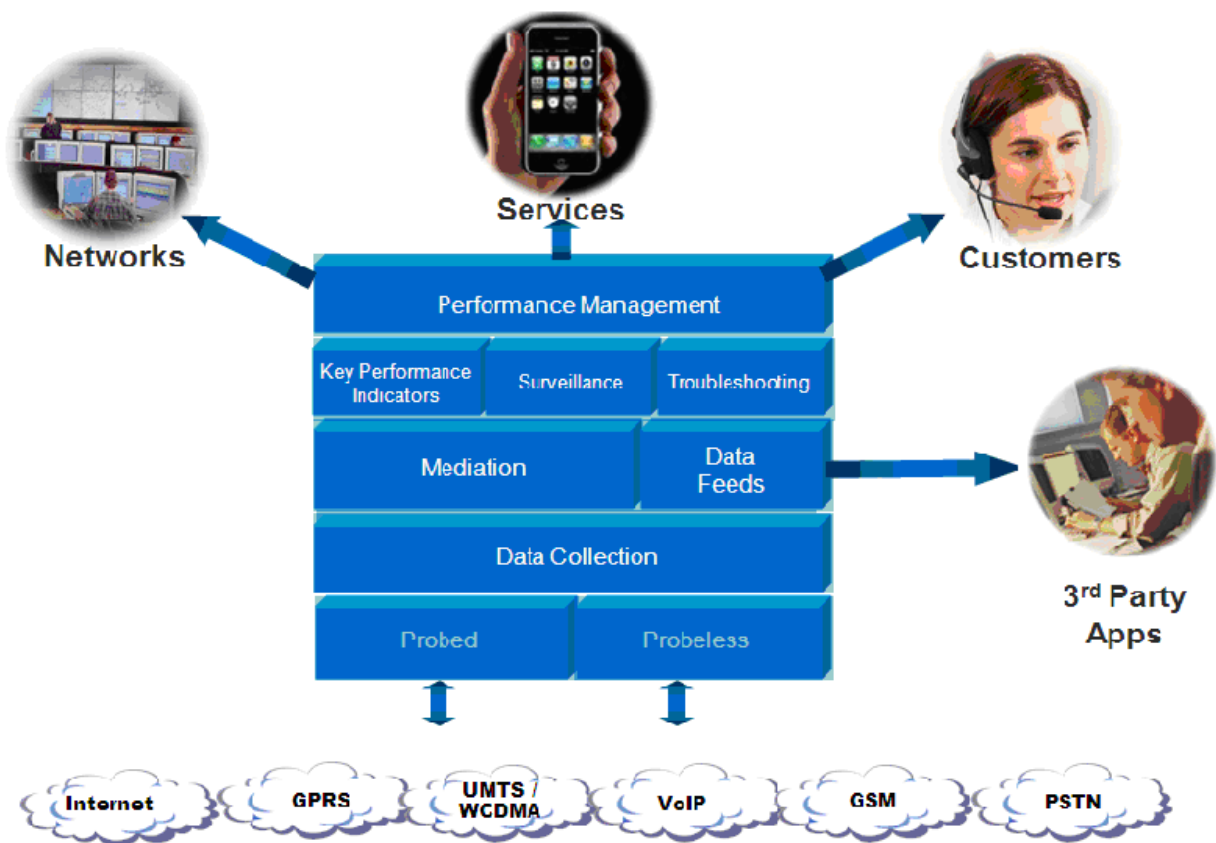 Services
Networks
Customers
Performance Management
Key Performance
Indicators
Surveillance
Troubleshooting
Mediation
Data
Feeds
Data Collection
3rd Party
Apps
Probed
Probeless
Internet
GPRS
UMTS /
WCDMA
VoIP
GSM
PSTN